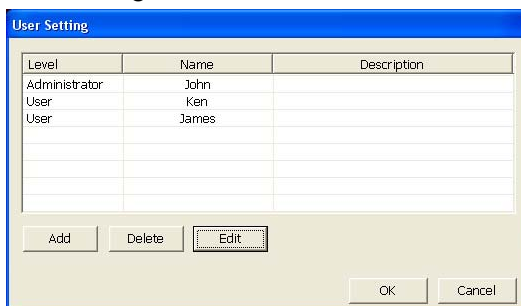 User Setting
Level Name Description
Administrator John
User Ken
User James
Add Delete Edit
OK Cancel